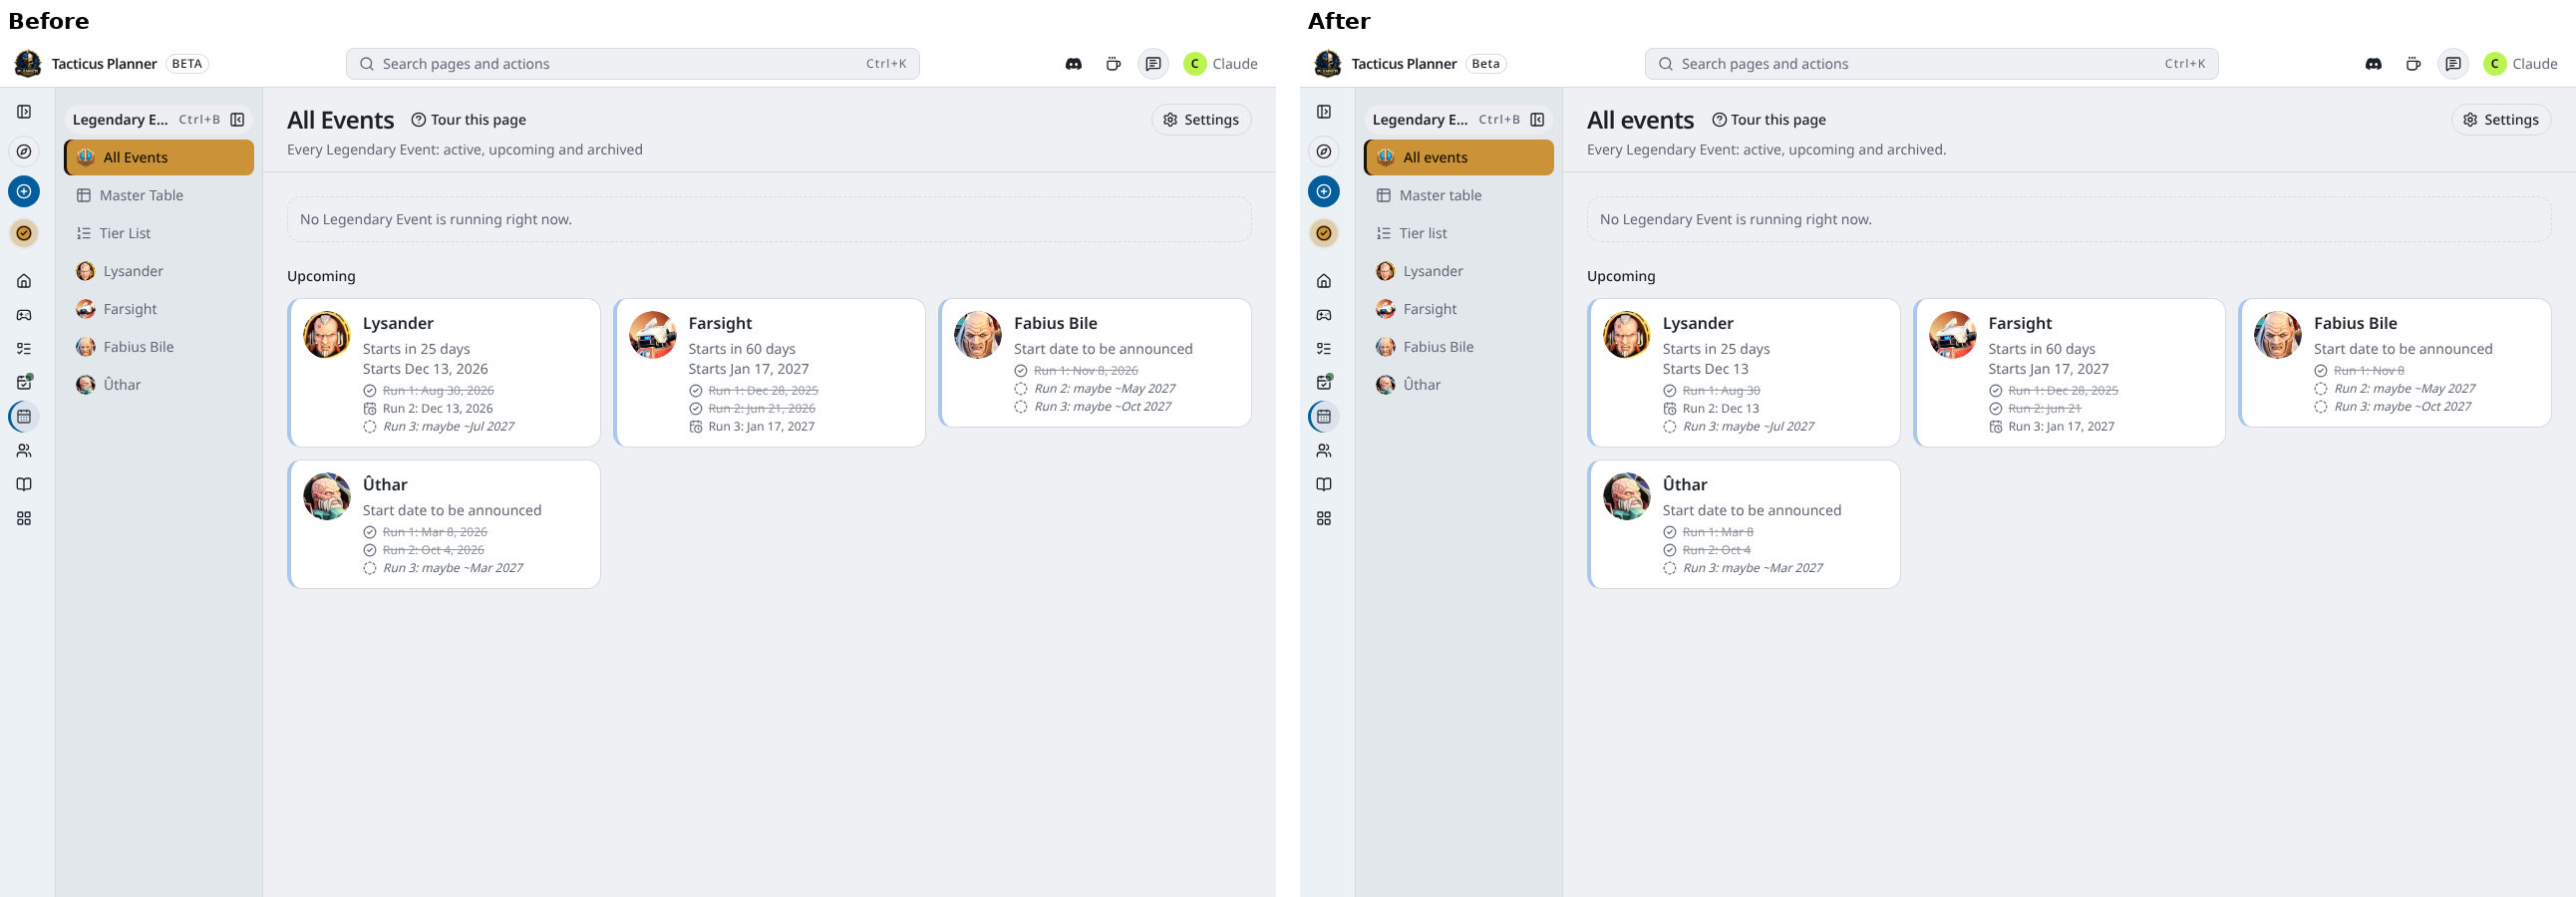 Before
Tacticus Planner BETA
Search pages and actions Ctrl+K
C Claude
Legendary E... Ctrl+B
All Events
Master Table
Tier List
Lysander
Farsight
Fabius Bile
Ûthar
All Events Tour this page Settings
Every Legendary Event: active, upcoming and archived
No Legendary Event is running right now.
Upcoming
Lysander
Starts in 25 days
Starts Dec 13, 2026
Run 1: Aug 30, 2026
Run 2: Dec 13, 2026
Run 3: maybe ~Jul 2027
Farsight
Starts in 60 days
Starts Jan 17, 2027
Run 1: Dec 28, 2025
Run 2: Jun 21, 2026
Run 3: Jan 17, 2027
Fabius Bile
Start date to be announced
Run 1: Nov 8, 2026
Run 2: maybe ~May 2027
Run 3: maybe ~Oct 2027
Ûthar
Start date to be announced
Run 1: Mar 8, 2026
Run 2: Oct 4, 2026
Run 3: maybe ~Mar 2027
After
Tacticus Planner Beta
Search pages and actions Ctrl+K
C Claude
Legendary E... Ctrl+B
All events
Master table
Tier list
Lysander
Farsight
Fabius Bile
Ûthar
All events Tour this page Settings
Every Legendary Event: active, upcoming and archived.
No Legendary Event is running right now.
Upcoming
Lysander
Starts in 25 days
Starts Dec 13
Run 1: Aug 30
Run 2: Dec 13
Run 3: maybe ~Jul 2027
Farsight
Starts in 60 days
Starts Jan 17, 2027
Run 1: Dec 28, 2025
Run 2: Jun 21
Run 3: Jan 17, 2027
Fabius Bile
Start date to be announced
Run 1: Nov 8
Run 2: maybe ~May 2027
Run 3: maybe ~Oct 2027
Ûthar
Start date to be announced
Run 1: Mar 8
Run 2: Oct 4
Run 3: maybe ~Mar 2027